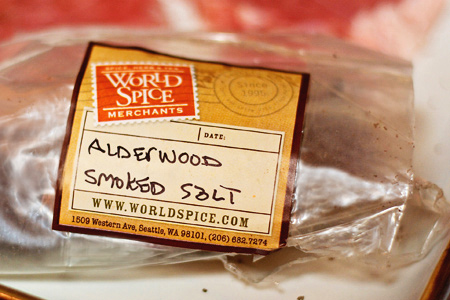 WORLD
SPICE
MERCHANTS
DATE:
ALDERWOOD
SMOKED SALT
WWW.WORLDSPICE.COM
1509 Western Ave, Seattle, WA 98101, (206) 682.7274